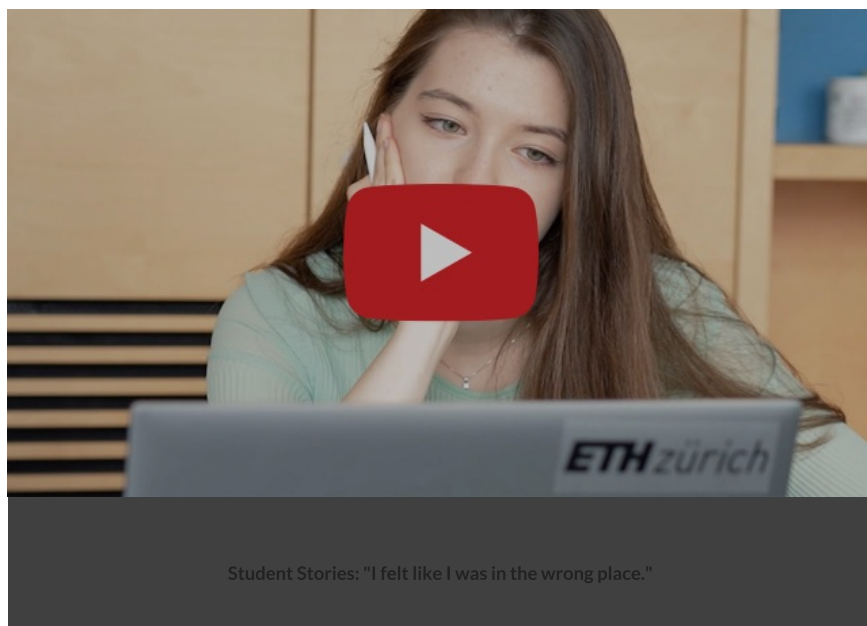 ETH zürich
Student Stories: "I felt like I was in the wrong place."